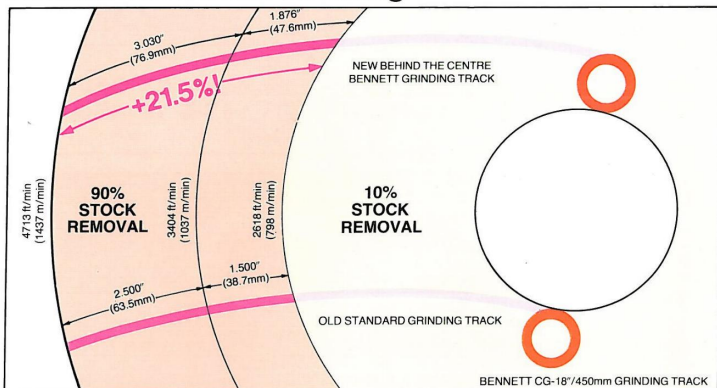 1.876"
(47.6mm)
3.030"
(76.9mm)
NEW BEHIND THE CENTRE
BENNETT GRINDING TRACK
+21.5%!
90%
STOCK
REMOVAL
10%
STOCK
REMOVAL
4713 ft/min
(1437 m/min)
3404 ft/min
(1037 m/min)
2618 ft/min
(798 m/min)
2.500"
(63.5mm)
1.500"
(38.7mm)
OLD STANDARD GRINDING TRACK
BENNETT CG-18"/450mm GRINDING TRACK